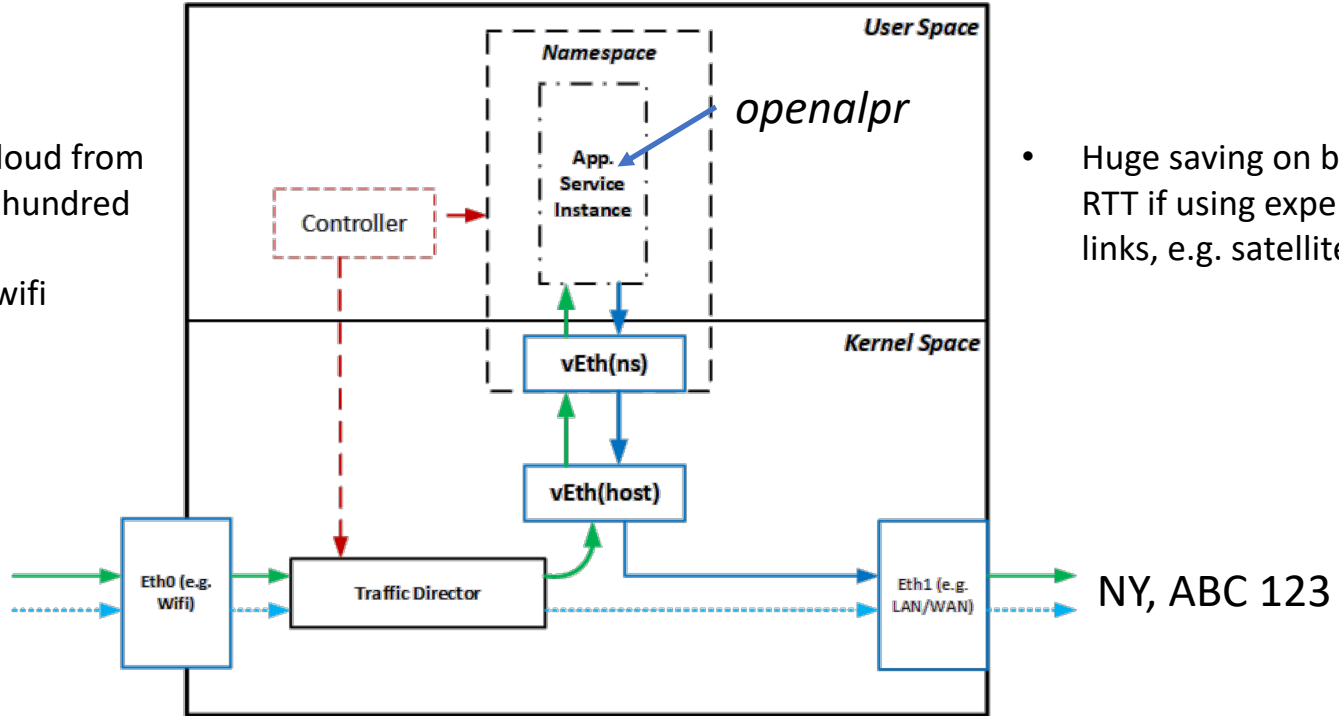 User Space
Namespace
openalpr
loud from
hundred
wifi
App.
Service
Instance
Controller
• Huge saving on b
RTT if using expe
links, e.g. satellite
Kernel Space
vEth(ns)
vEth(host)
Eth0 (e.g.
Wifi)
Traffic Director
Eth1 (e.g.
LAN/WAN)
NY, ABC 123